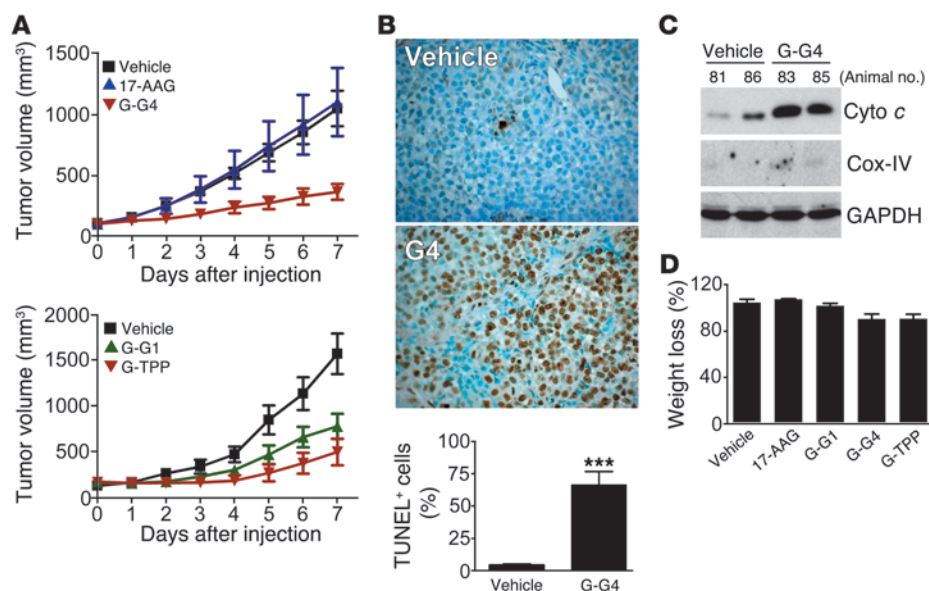 A
Tumor volume (mm³)
1500
1000
500
0
Vehicle
17-AAG
G-G4
0 1 2 3 4 5 6 7
Days after injection
Tumor volume (mm³)
2000
1500
1000
500
0
Vehicle
G-G1
G-TPP
0 1 2 3 4 5 6 7
Days after injection
B
Vehicle
G4
TUNEL⁺ cells
(%)
100
75
50
25
0
***
Vehicle G-G4
C
Vehicle G-G4
81 86 83 85 (Animal no.)
Cyto c
Cox-IV
GAPDH
D
Weight loss (%)
120
80
40
0
Vehicle
17-AAG
G-G1
G-G4
G-TPP